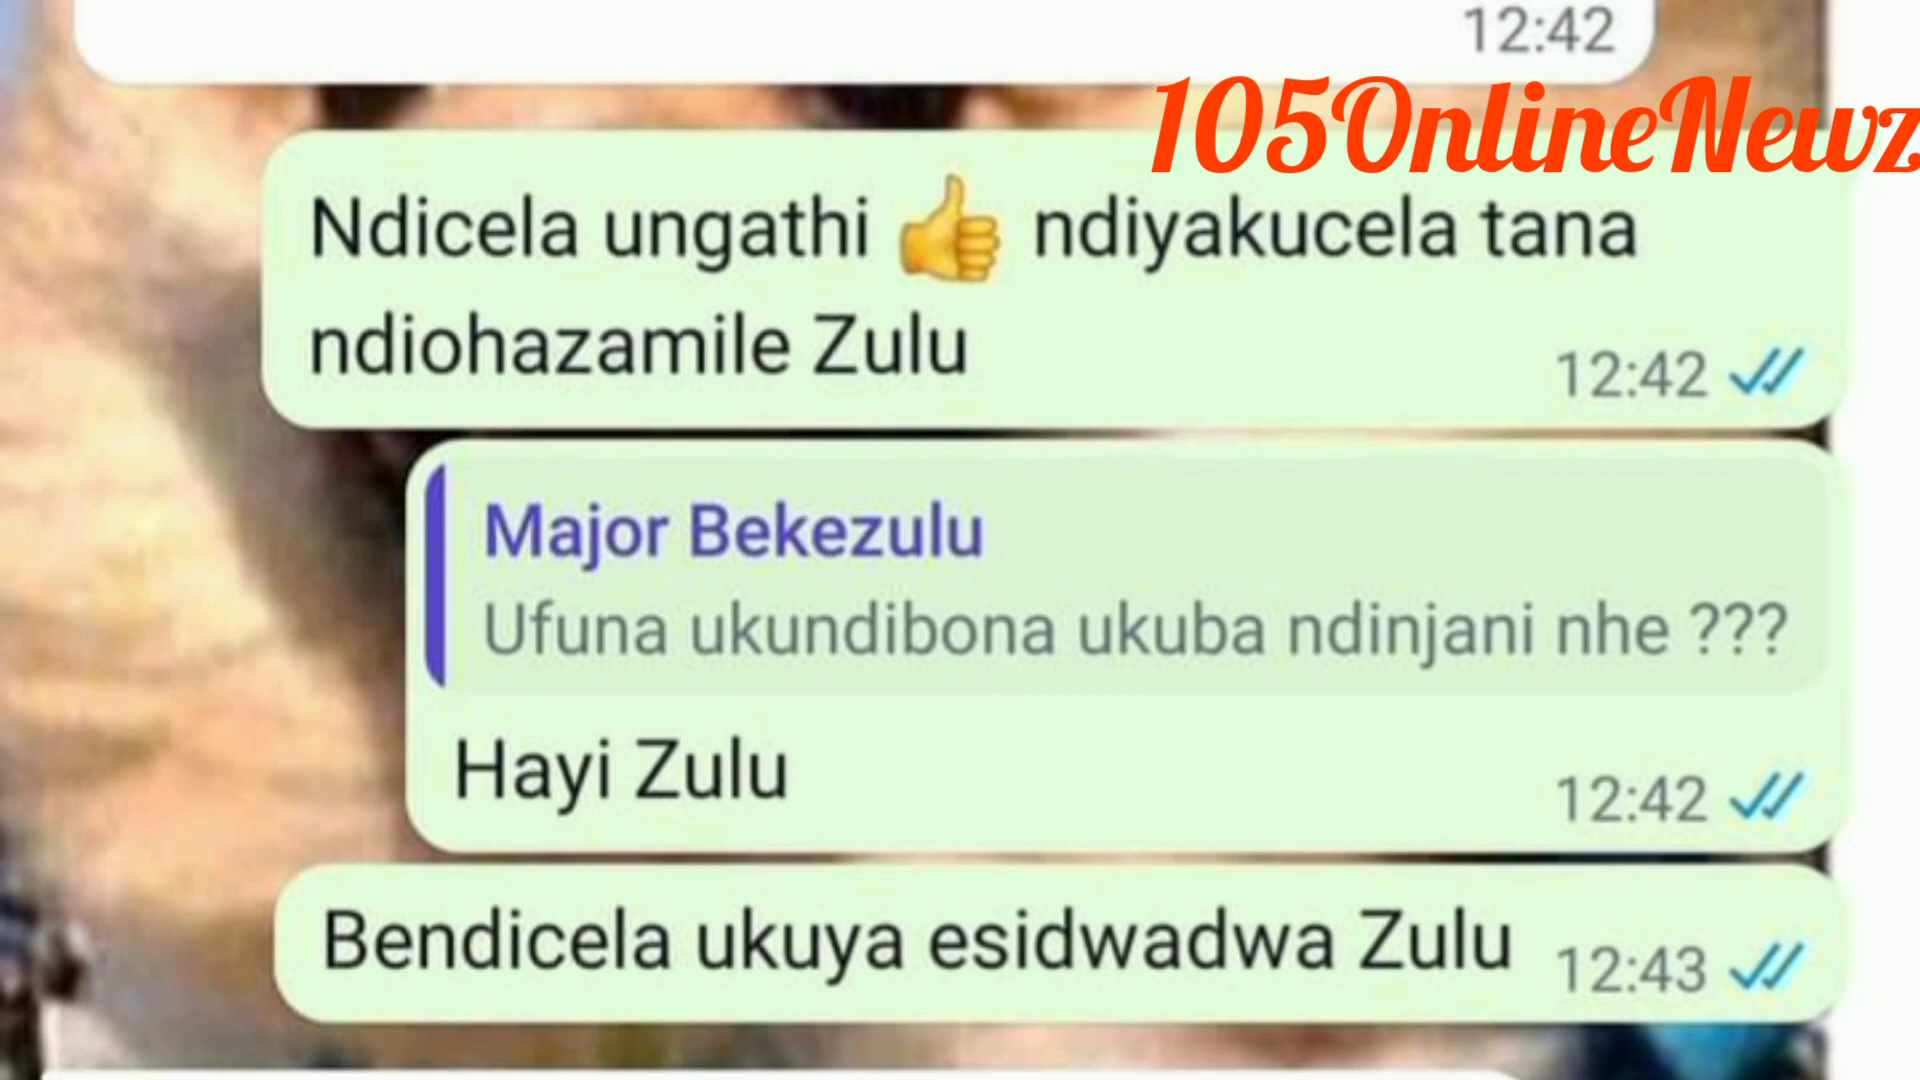 12:42
105OnlineNewz
Ndicela ungathi 👍 ndiyakucela tana
ndiohazamile Zulu
12:42
Major Bekezulu
Ufuna ukundibona ukuba ndinjani nhe ???
Hayi Zulu
12:42
Bendicela ukuya esidwadwa Zulu
12:43